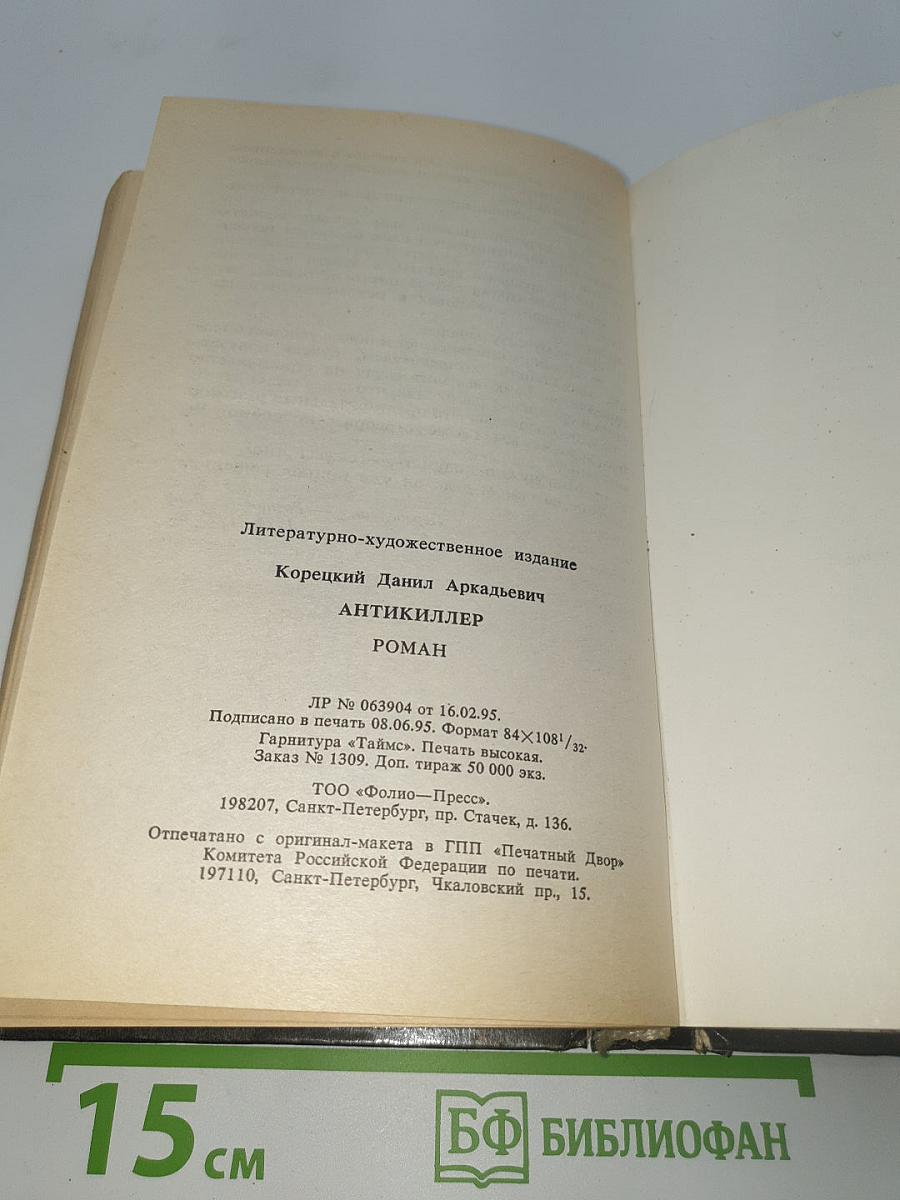 Литературно-художественное издание
Корецкий Данил Аркадьевич
АНТИКИЛЛЕР
РОМАН
ЛР № 063904 от 16.02.95.
Подписано в печать 08.06.95. Формат 84×108¹/₃₂.
Гарнитура «Таймс». Печать высокая.
Заказ № 1309. Доп. тираж 50 000 экз.
ТОО «Фолио—Пресс».
198207, Санкт-Петербург, пр. Стачек, д. 136.
Отпечатано с оригинал-макета в ГПП «Печатный Двор»
Комитета Российской Федерации по печати.
197110, Санкт-Петербург, Чкаловский пр., 15.
15 см
БФ БИБЛИОФАН